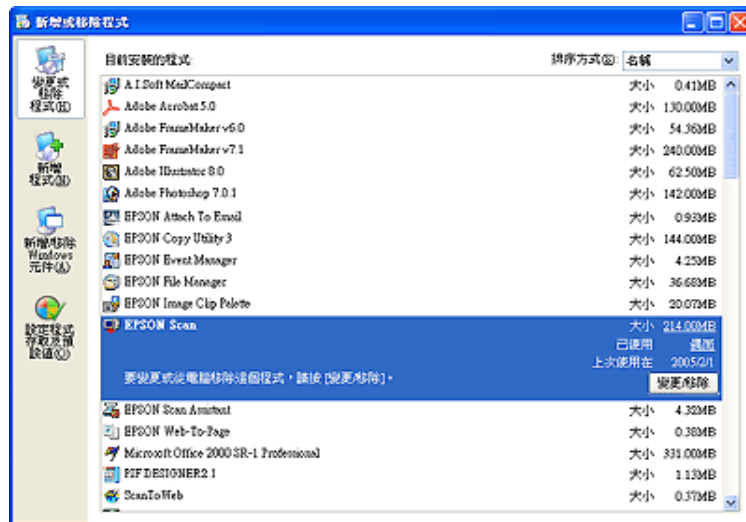 新增或移除程式
變更或
移除
程式(H)
新增
程式(N)
新增/移除
Windows
元件(A)
設定程式
存取及預
設值(O)
目前安裝的程式: 排序方式(S): 名稱
A.I.Soft MailCompact 大小 0.41MB
Adobe Acrobat 5.0 大小 130.00MB
Adobe FrameMaker v6.0 大小 54.36MB
Adobe FrameMaker v7.1 大小 240.00MB
Adobe Illustrator 8.0 大小 62.50MB
Adobe Photoshop 7.0.1 大小 142.00MB
EPSON Attach To Email 大小 0.93MB
EPSON Copy Utility 3 大小 144.00MB
EPSON Event Manager 大小 4.25MB
EPSON File Manager 大小 36.68MB
EPSON Image Clip Palette 大小 20.07MB
EPSON Scan 大小 214.00MB
已使用 偶而
上次使用在 2005/2/1
要變更或從電腦移除這個程式，請按 [變更/移除]。
變更/移除
EPSON Scan Assistant 大小 4.32MB
EPSON Web-To-Page 大小 0.38MB
Microsoft Office 2000 SR-1 Professional 大小 331.00MB
PIF DESIGNER2.1 大小 1.13MB
ScanToWeb 大小 0.37MB